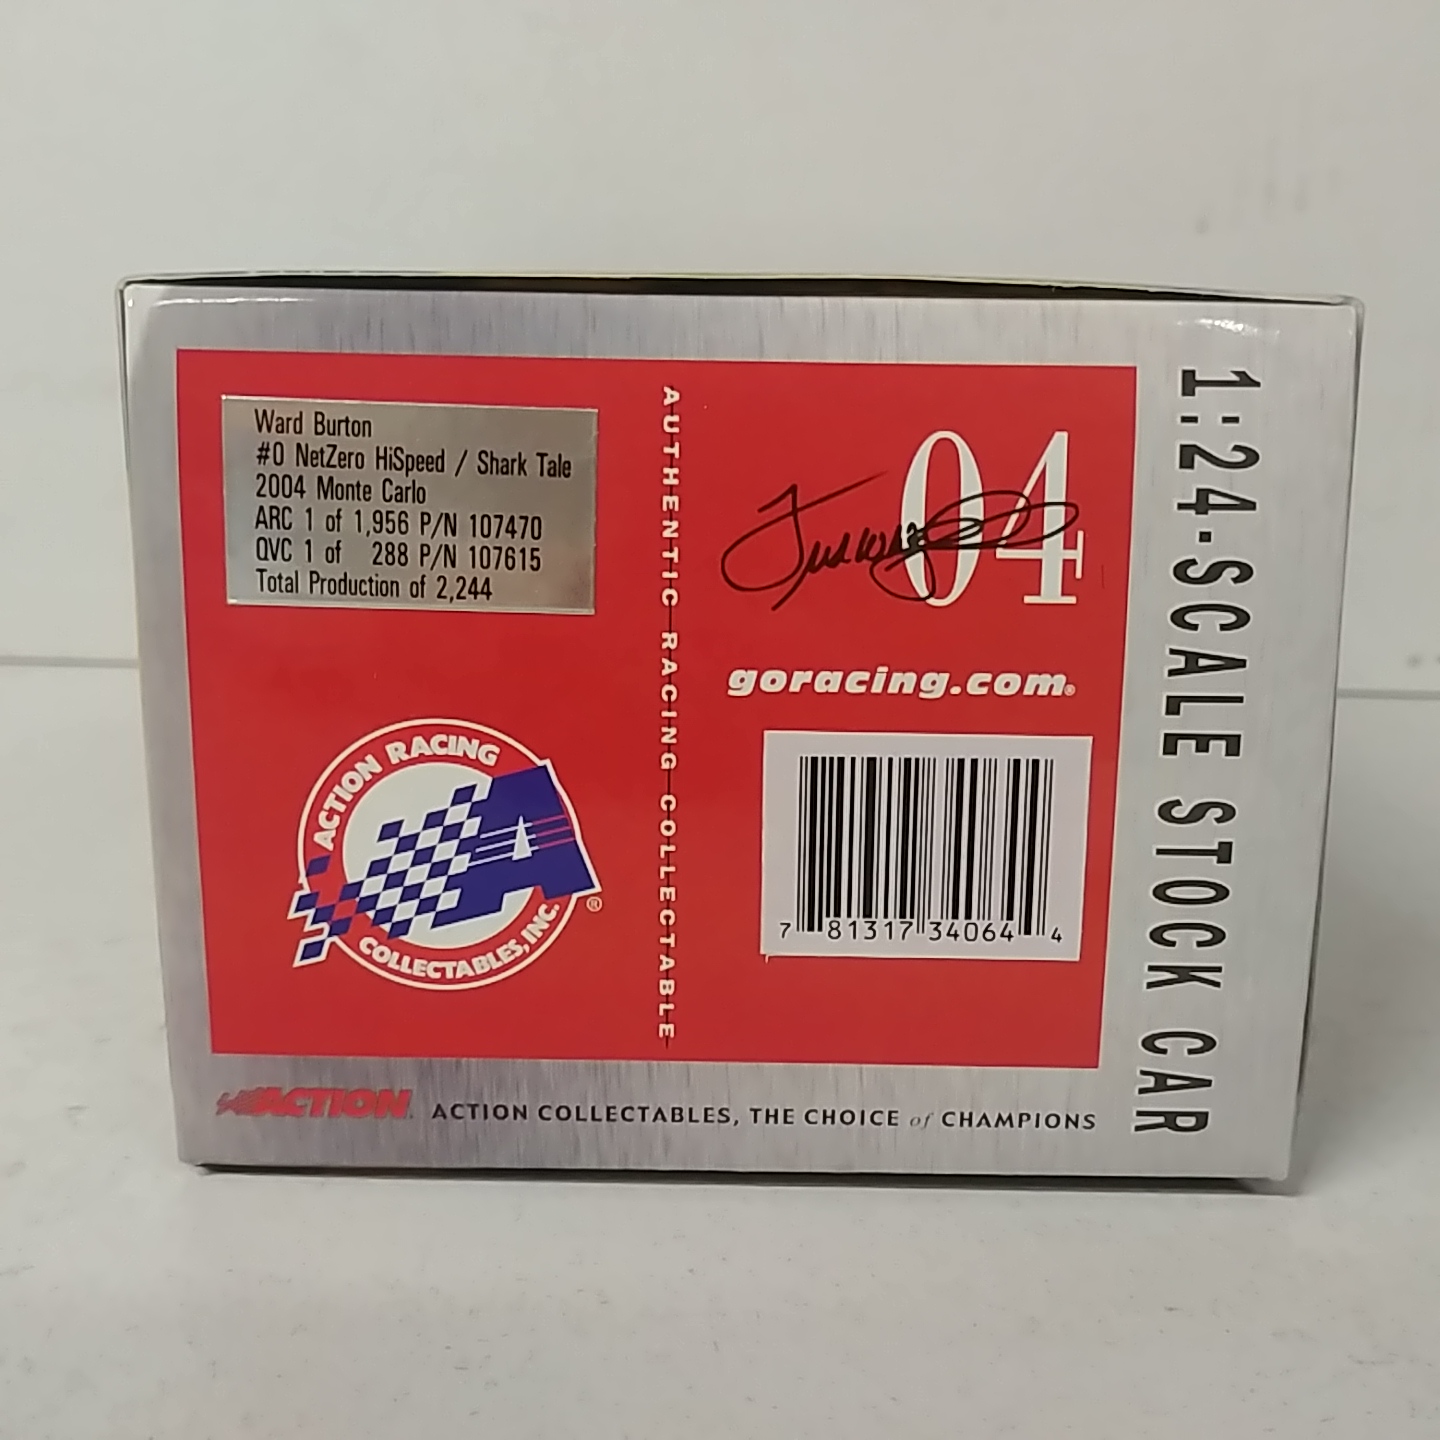 Ward Burton
#0 NetZero HiSpeed / Shark Tale
2004 Monte Carlo
ARC 1 of 1,956 P/N 107470
QVC 1 of 288 P/N 107615
Total Production of 2,244
AUTHENTIC RACING COLLECTABLE
04
goracing.com®
7 81317 34064 4
ACTION RACING
COLLECTABLES, INC.
®
ACTION
ACTION COLLECTABLES, THE CHOICE of CHAMPIONS
1:24-SCALE STOCK CAR